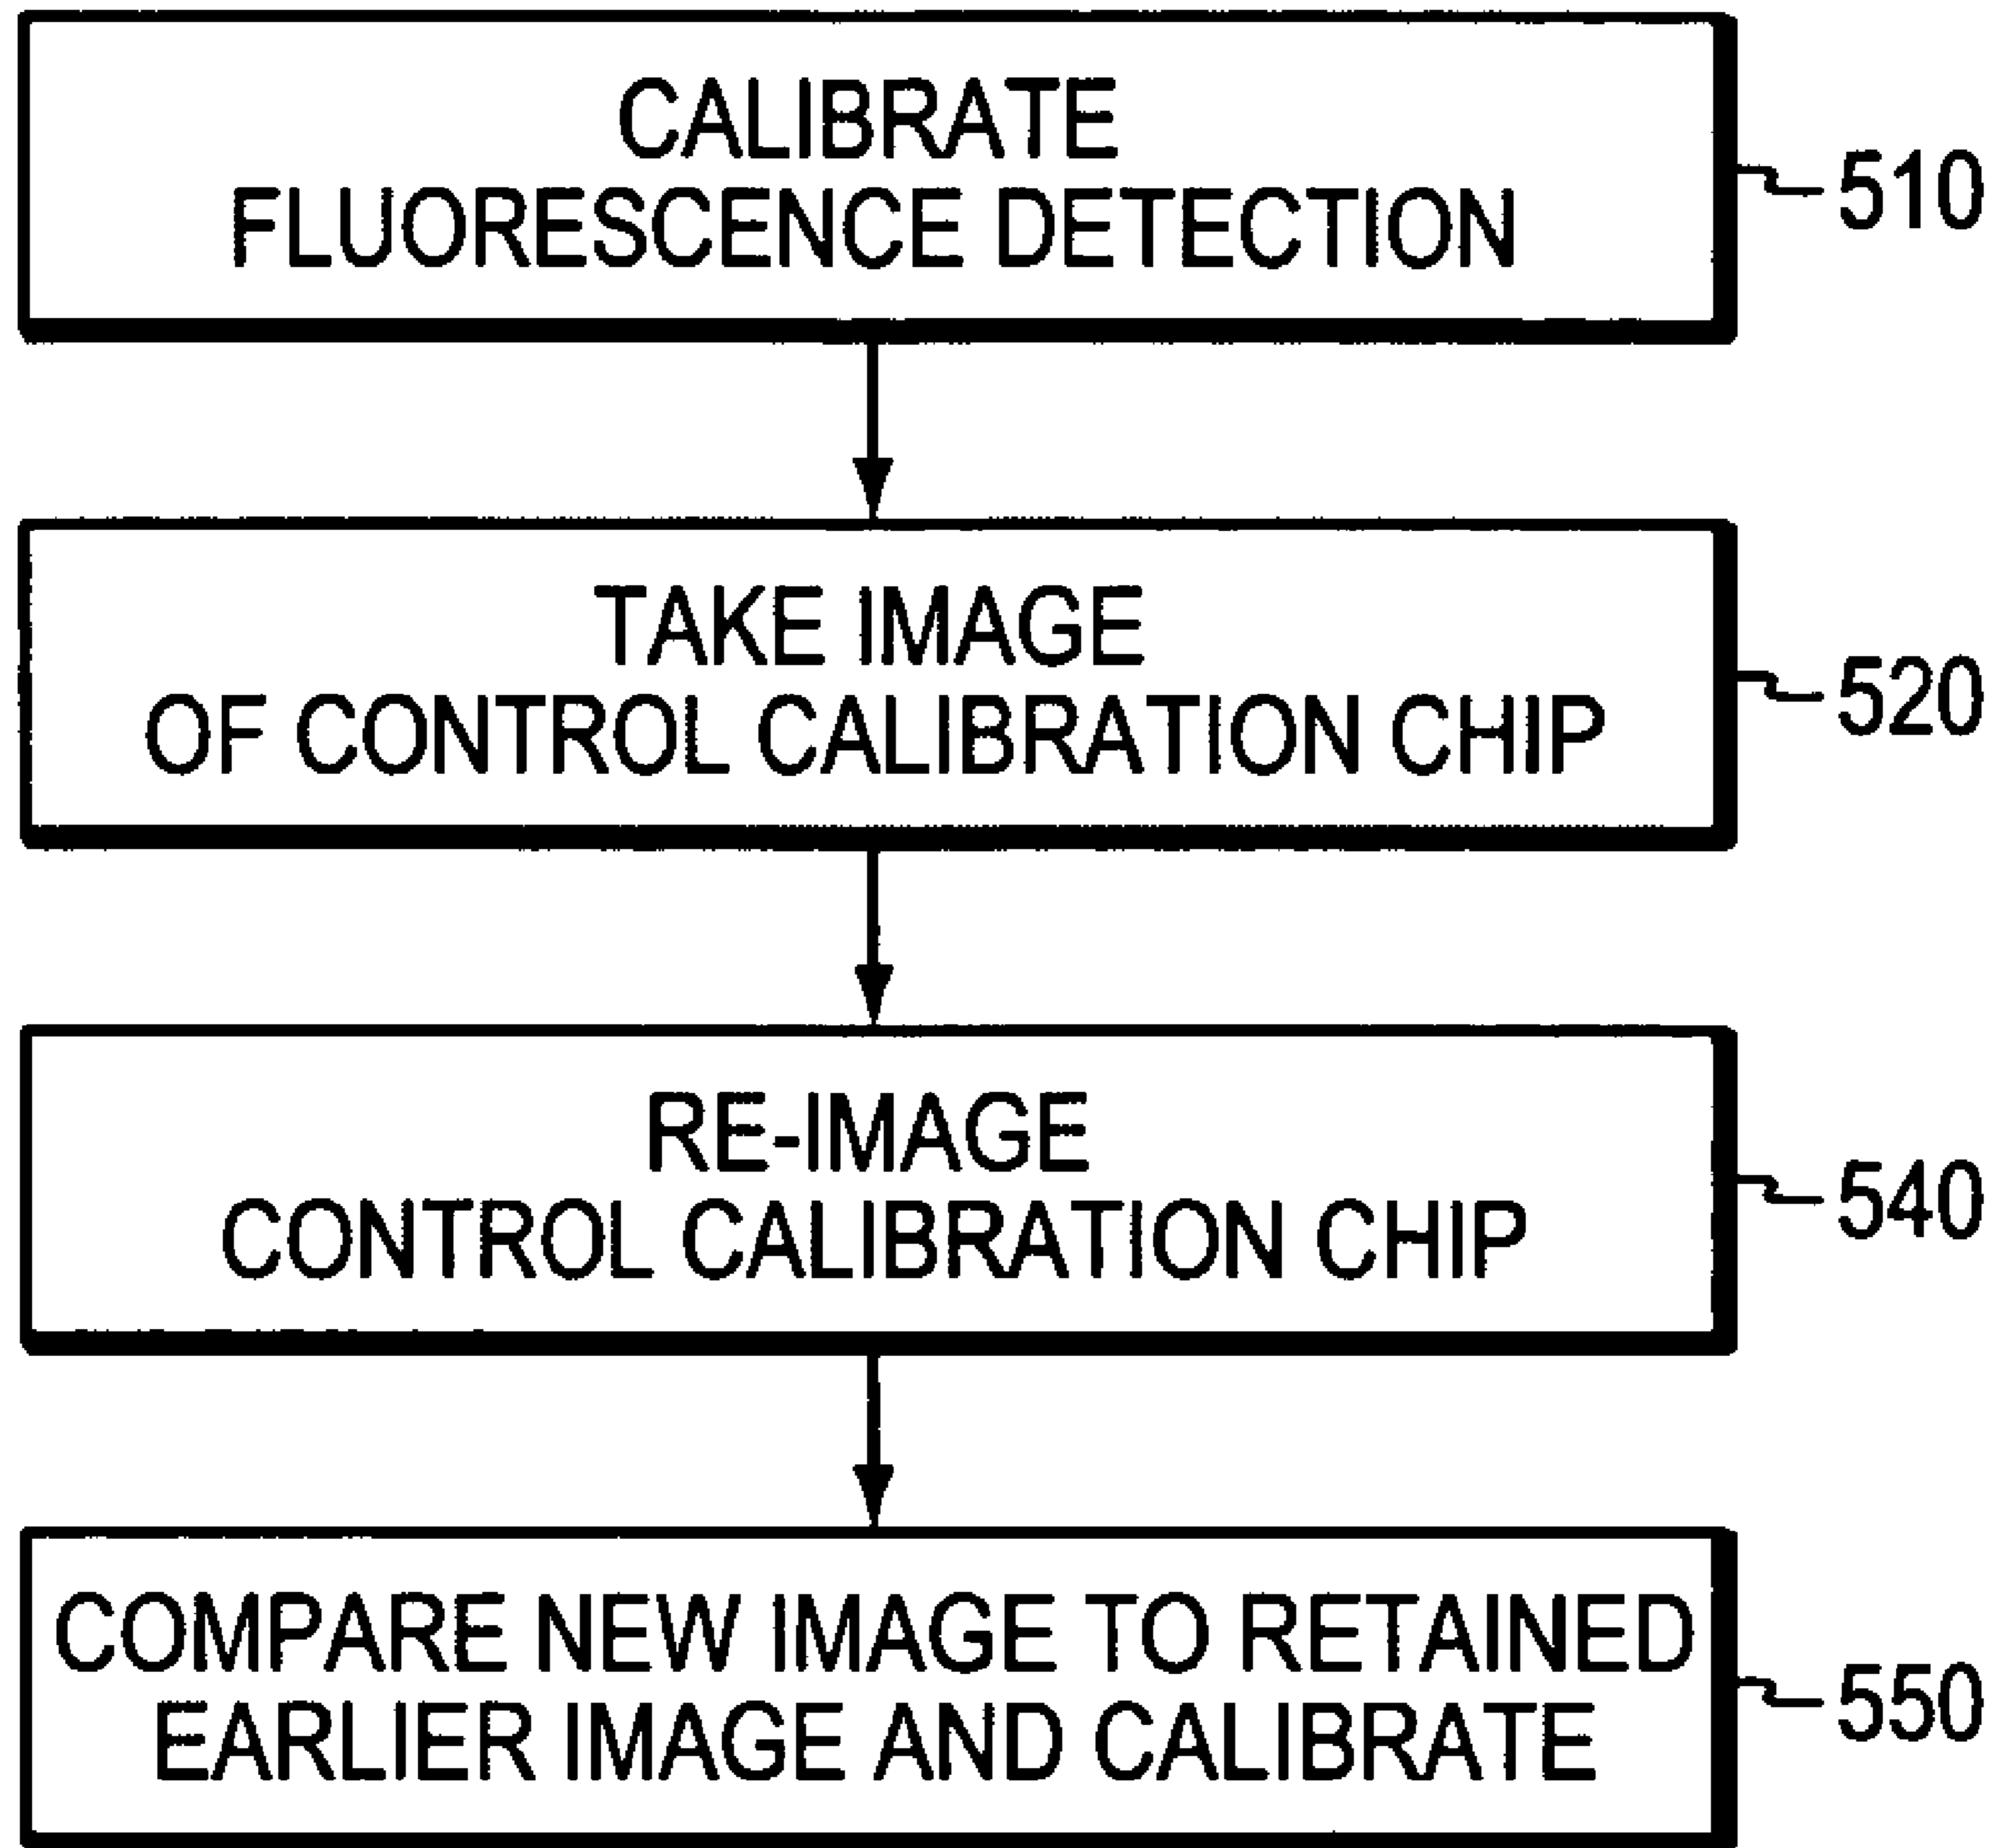 CALIBRATE
FLUORESCENCE DETECTION
510
TAKE IMAGE
OF CONTROL CALIBRATION CHIP
520
RE-IMAGE
CONTROL CALIBRATION CHIP
540
COMPARE NEW IMAGE TO RETAINED
EARLIER IMAGE AND CALIBRATE
550